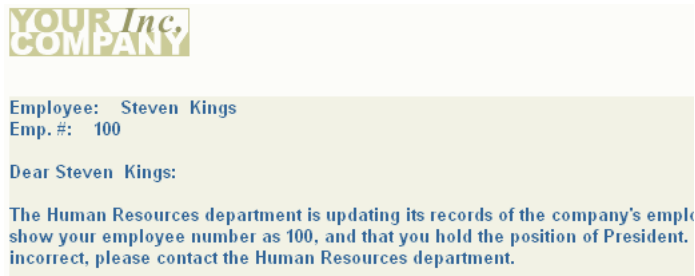 YOUR Inc.
COMPANY
Employee: Steven Kings
Emp. #: 100
Dear Steven Kings:
The Human Resources department is updating its records of the company's
show your employee number as 100, and that you hold the position of President.
incorrect, please contact the Human Resources department.